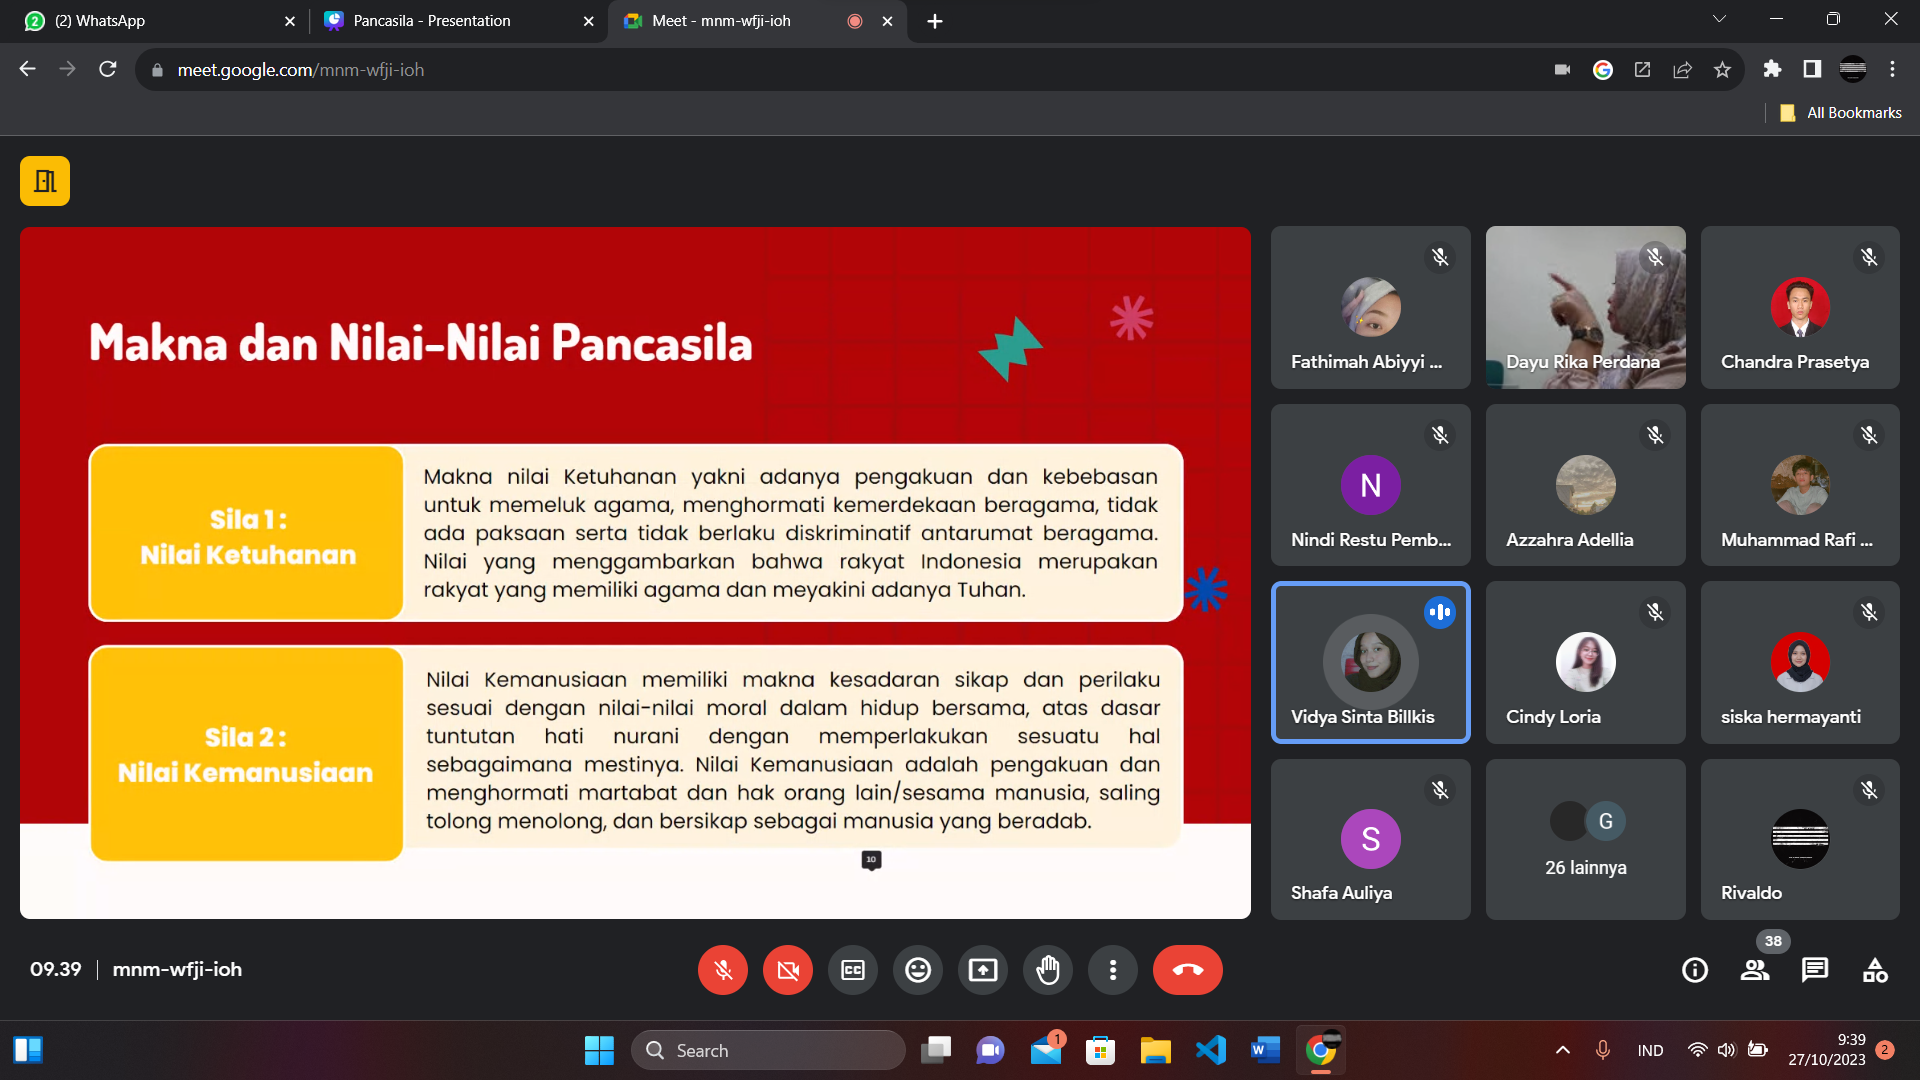 (2) WhatsApp
Pancasila - Presentation
Meet - mnm-wfji-ioh
meet.google.com/mnm-wfji-ioh
All Bookmarks
Makna dan Nilai-Nilai Pancasila
Sila 1 :
Nilai Ketuhanan
Makna nilai Ketuhanan yakni adanya pengakuan dan kebebasan
untuk memeluk agama, menghormati kemerdekaan beragama, tidak
ada paksaan serta tidak berlaku diskriminatif antarumat beragama.
Nilai yang menggambarkan bahwa rakyat Indonesia merupakan
rakyat yang memiliki agama dan meyakini adanya Tuhan.
Sila 2 :
Nilai Kemanusiaan
Nilai Kemanusiaan memiliki makna kesadaran sikap dan perilaku
sesuai dengan nilai-nilai moral dalam hidup bersama, atas dasar
tuntutan hati nurani dengan memperlakukan sesuatu hal
sebagaimana mestinya. Nilai Kemanusiaan adalah pengakuan dan
menghormati martabat dan hak orang lain/sesama manusia, saling
tolong menolong, dan bersikap sebagai manusia yang beradab.
10
Fathimah Abiyyi ...
Dayu Rika Perdana
Chandra Prasetya
N
Nindi Restu Pemb...
Azzahra Adellia
Muhammad Rafi ...
Vidya Sinta Billkis
Cindy Loria
siska hermayanti
S
Shafa Auliya
G
26 lainnya
Rivaldo
09.39
mnm-wfji-ioh
CC
38
Search
1
W
IND
9:39
27/10/2023
2